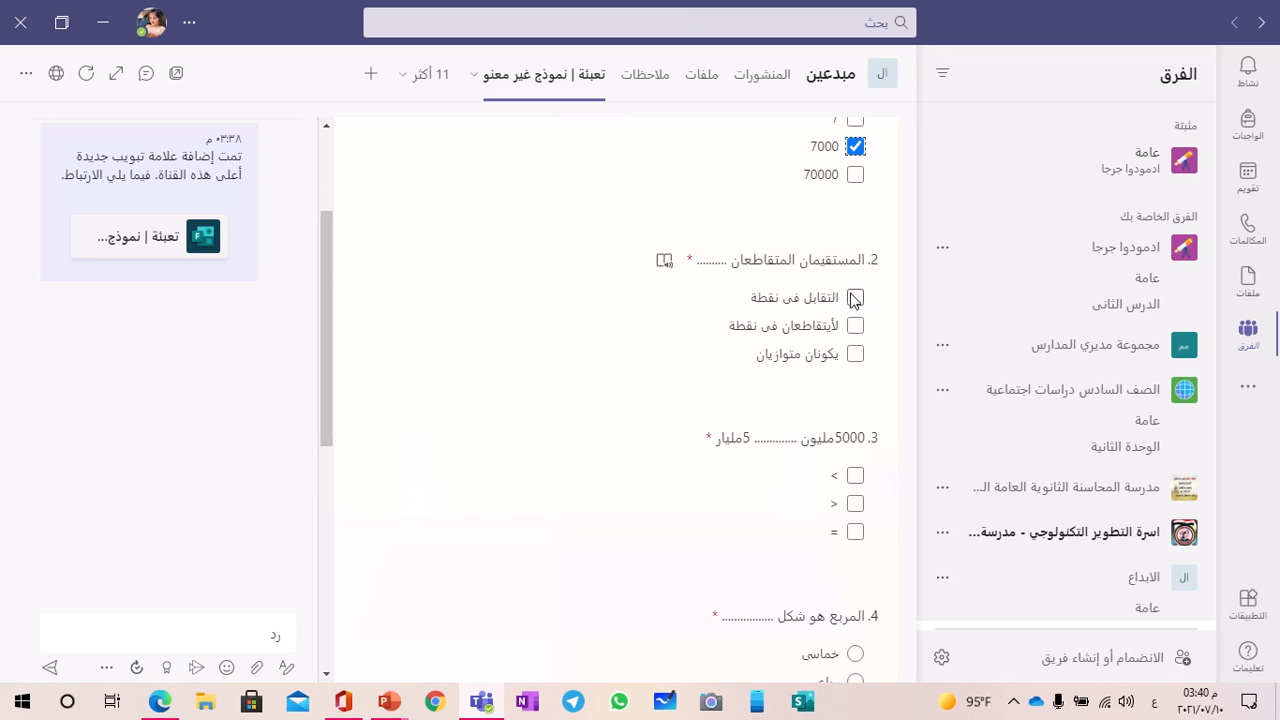 بحث
الفرق
ال
مبدعين
المنشورات
ملفات
ملاحظات
تعبئة | نموذج غير معنو
11 أكثر
نشاط
الواجبات
تقويم
المكالمات
ملفات
الفرق
التطبيقات
تعليمات
مثبتة
عامة
ادمودوا جرجا
الفرق الخاصة بك
ادمودوا جرجا
عامة
الدرس الثانى
مم
مجموعة مديري المدارس
الصف السادس دراسات اجتماعية
عامة
الوحدة الثانية
مدرسة المحاسنة الثانوية العامة الـ...
اسرة التطوير التكنولوجي - مدرسة...
ال
الابداع
عامة
الانضمام أو إنشاء فريق
7
7000
70000
2. المستقيمان المتقاطعان .......... *
التقابل فى نقطة
لأيتقاطعان فى نقطة
يكونان متوازيان
3. 5000مليون .............. 5مليار *
<
>
=
4. المربع هو شكل ................. *
خماسى
٠٣:٣٨ م
تمت إضافة علامة تبويب جديدة
أعلى هذه القناة. فيما يلي الارتباط.
تعبئة | نموذج...
رد
95°F
ع
03:40 م
٢٠٢١/٠٧/١٠